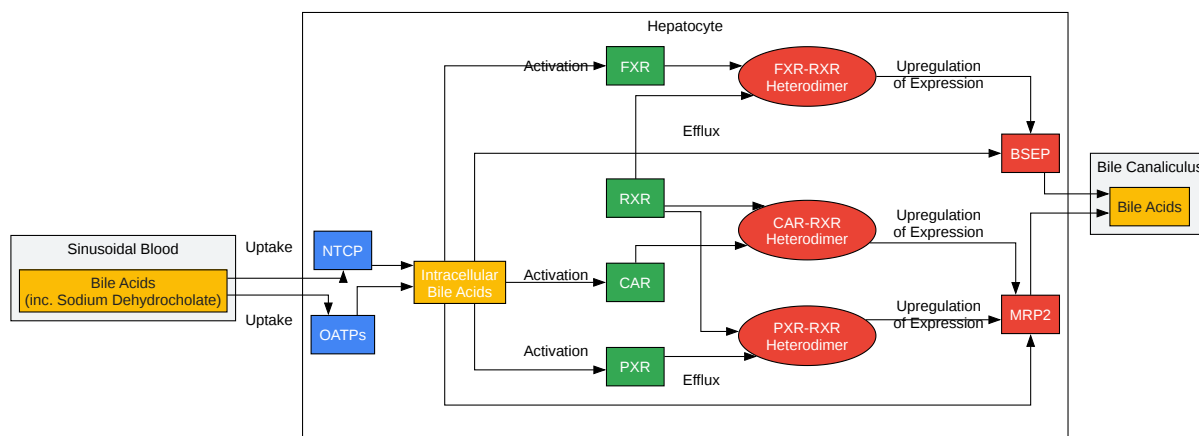 Hepatocyte
Activation
FXR
FXR-RXR
Heterodimer
Upregulation
of Expression
Efflux
BSEP
Bile Canaliculus
Bile Acids
RXR
CAR-RXR
Heterodimer
Upregulation
of Expression
Sinusoidal Blood
Bile Acids
(inc. Sodium Dehydrocholate)
Uptake
Uptake
NTCP
OATPs
Intracellular
Bile Acids
Activation
CAR
PXR-RXR
Heterodimer
Upregulation
of Expression
MRP2
Activation
PXR
Efflux